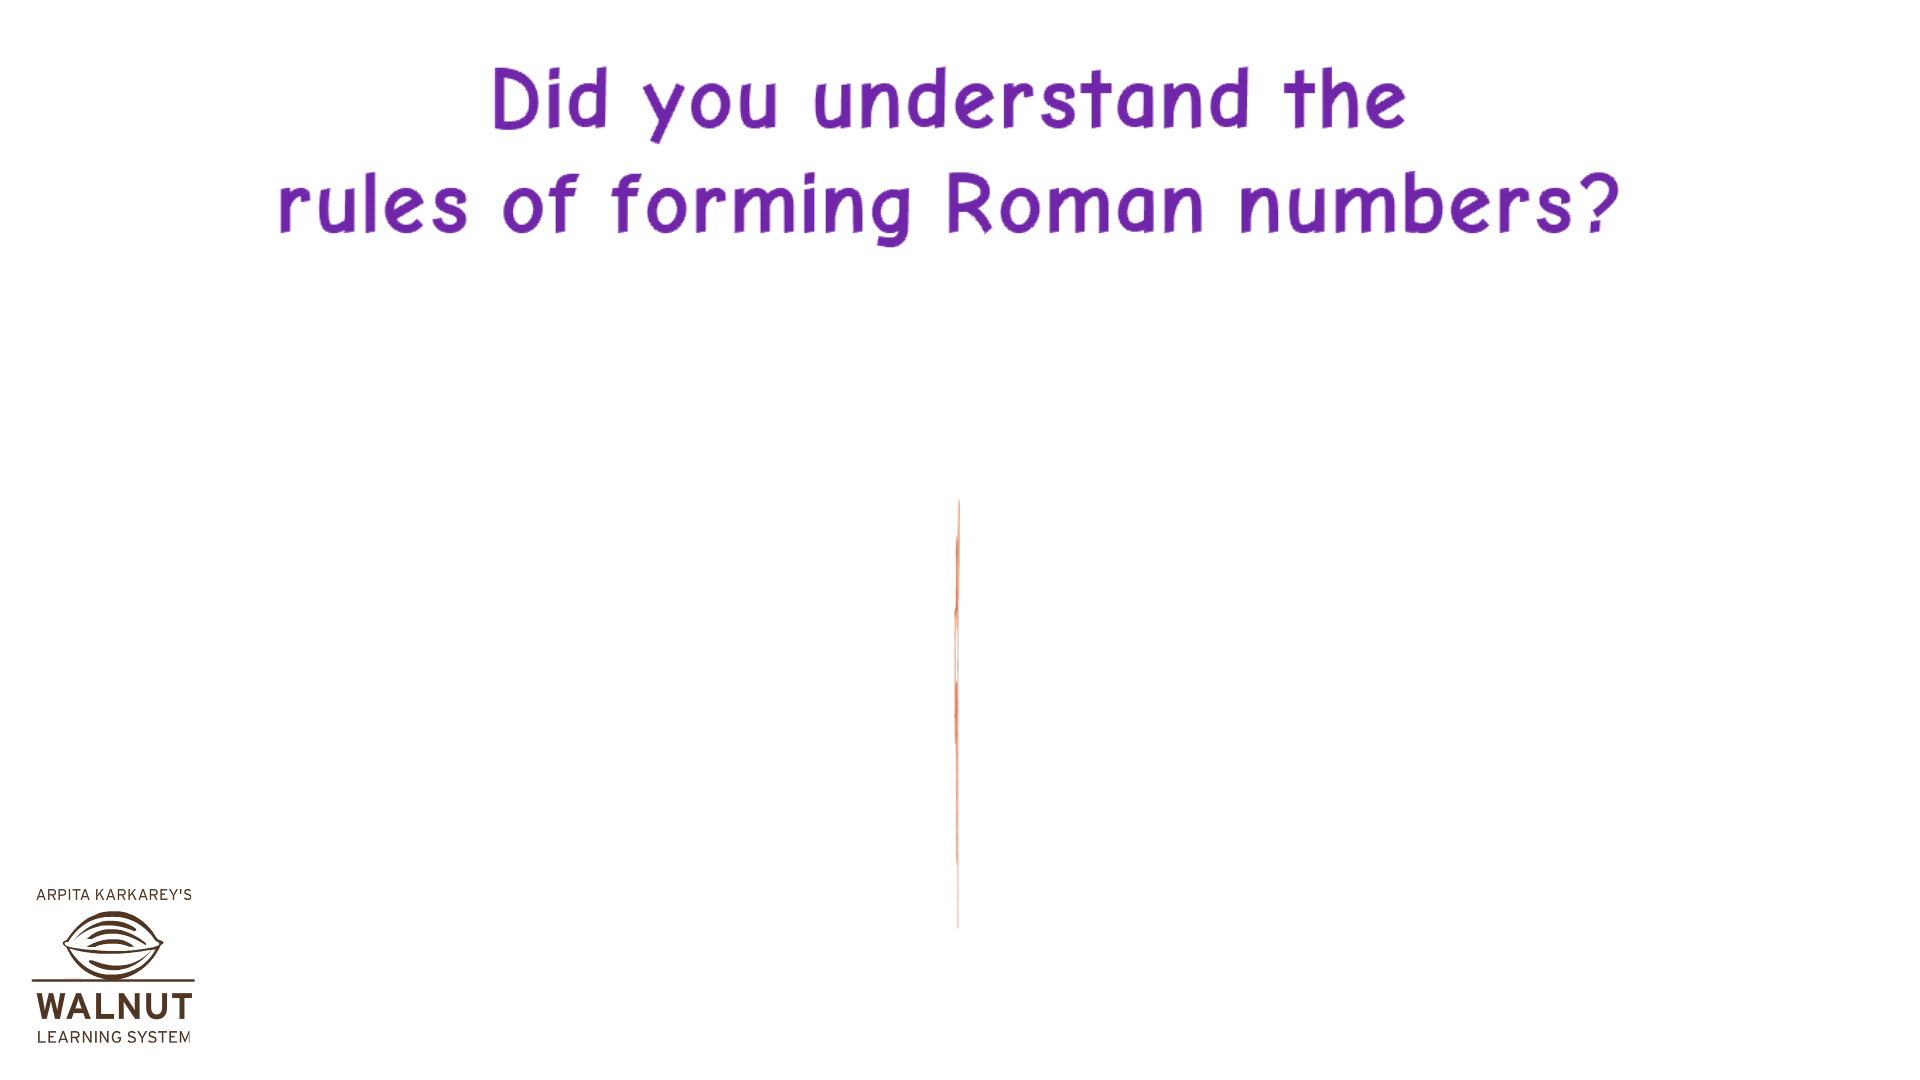 Did you understand the
rules of forming Roman numbers?
ARPITA KARKAREY'S
WALNUT
LEARNING SYSTEM